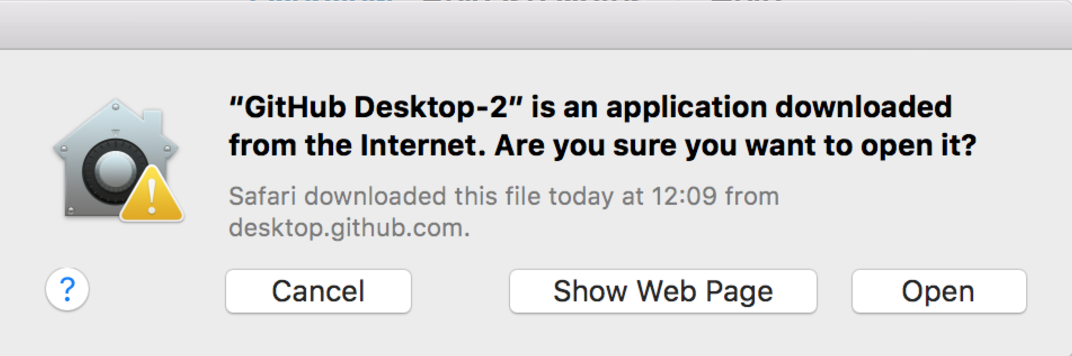 “GitHub Desktop-2” is an application downloaded
from the Internet. Are you sure you want to open it?
Safari downloaded this file today at 12:09 from
desktop.github.com.
?
Cancel
Show Web Page
Open